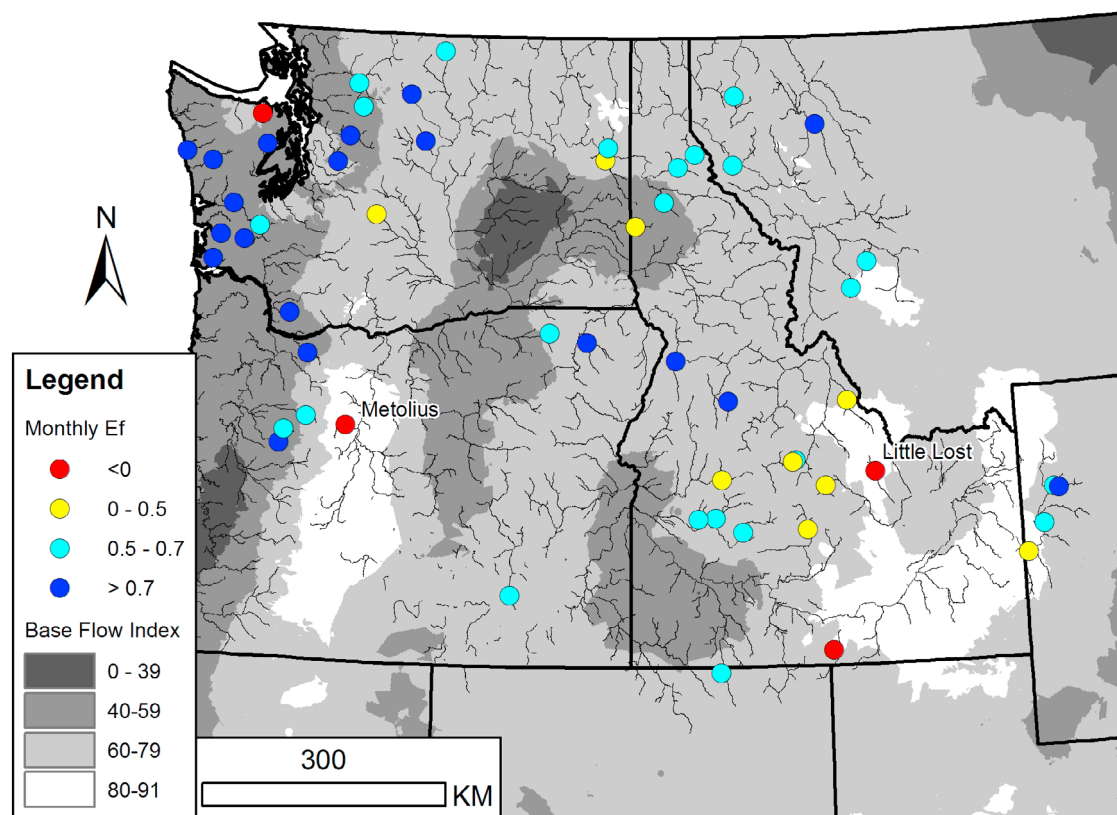 N
Metolius
Little Lost
Legend
Monthly Ef
<0
0 - 0.5
0.5 - 0.7
> 0.7
Base Flow Index
0 - 39
40-59
60-79
80-91
300
KM